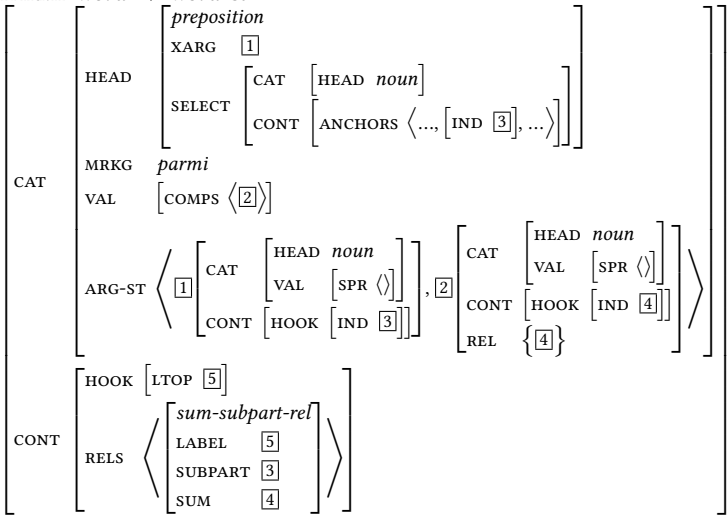 preposition
XARG 1
HEAD
SELECT
CAT [HEAD noun]
CONT [ANCHORS ⟨…, [IND 3], …⟩]
MRKG parmi
CAT
VAL [COMPS ⟨2⟩]
ARG-ST ⟨ 1 [CAT [HEAD noun, VAL [SPR ⟨⟩]]
CONT [HOOK [IND 3]]], 2
CAT [HEAD noun
VAL [SPR ⟨⟩]]
CONT [HOOK [IND 4]]
REL {4}
HOOK [LTOP 5]
CONT
RELS
sum-subpart-rel
LABEL 5
SUBPART 3
SUM 4